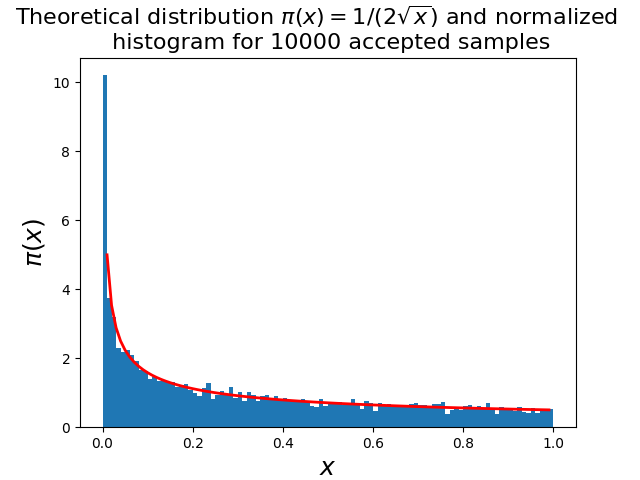 Theoretical distribution π(x) = 1/(2√x) and normalized
histogram for 10000 accepted samples
10
8
6
4
2
0
π(x)
0.0 0.2 0.4 0.6 0.8 1.0
x